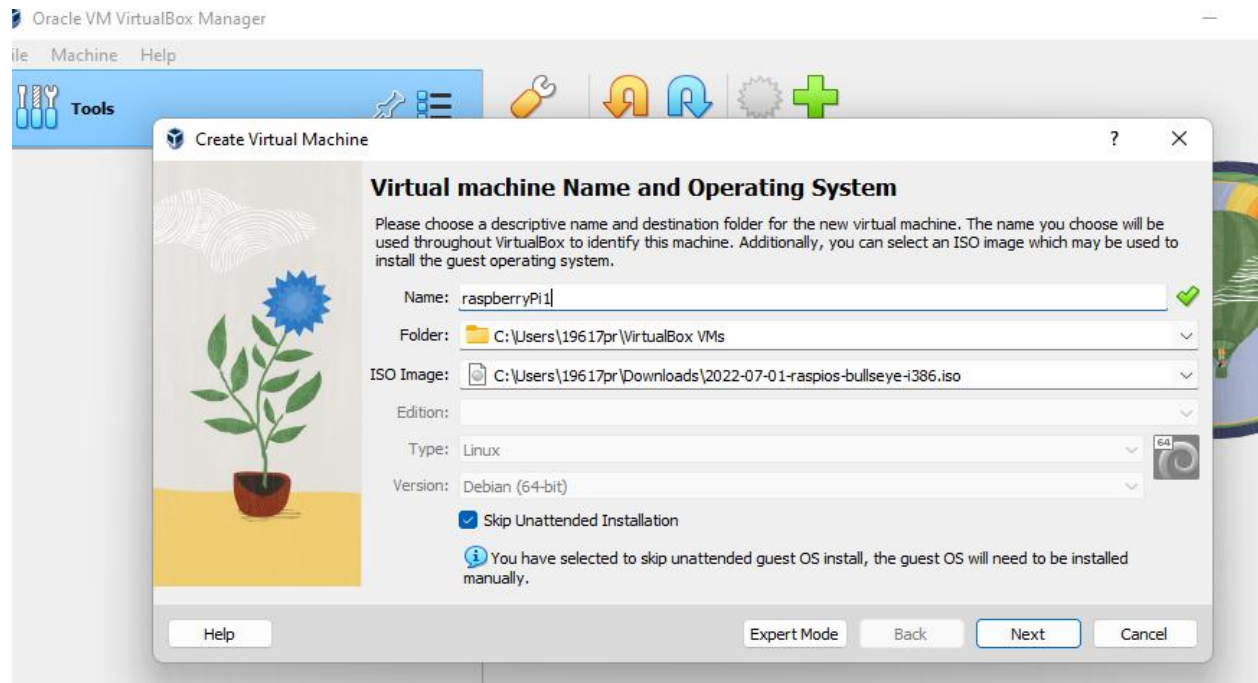 Oracle VM VirtualBox Manager
ile Machine Help
Tools
Create Virtual Machine
?
Virtual machine Name and Operating System
Please choose a descriptive name and destination folder for the new virtual machine. The name you choose will be
used throughout VirtualBox to identify this machine. Additionally, you can select an ISO image which may be used to
install the guest operating system.
Name: raspberryPi1
Folder: C:\Users\19617pr\VirtualBox VMs
ISO Image: C:\Users\19617pr\Downloads\2022-07-01-raspios-bullseye-i386.iso
Edition:
Type: Linux
64
Version: Debian (64-bit)
Skip Unattended Installation
You have selected to skip unattended guest OS install, the guest OS will need to be installed
manually.
Help Expert Mode Back Next Cancel